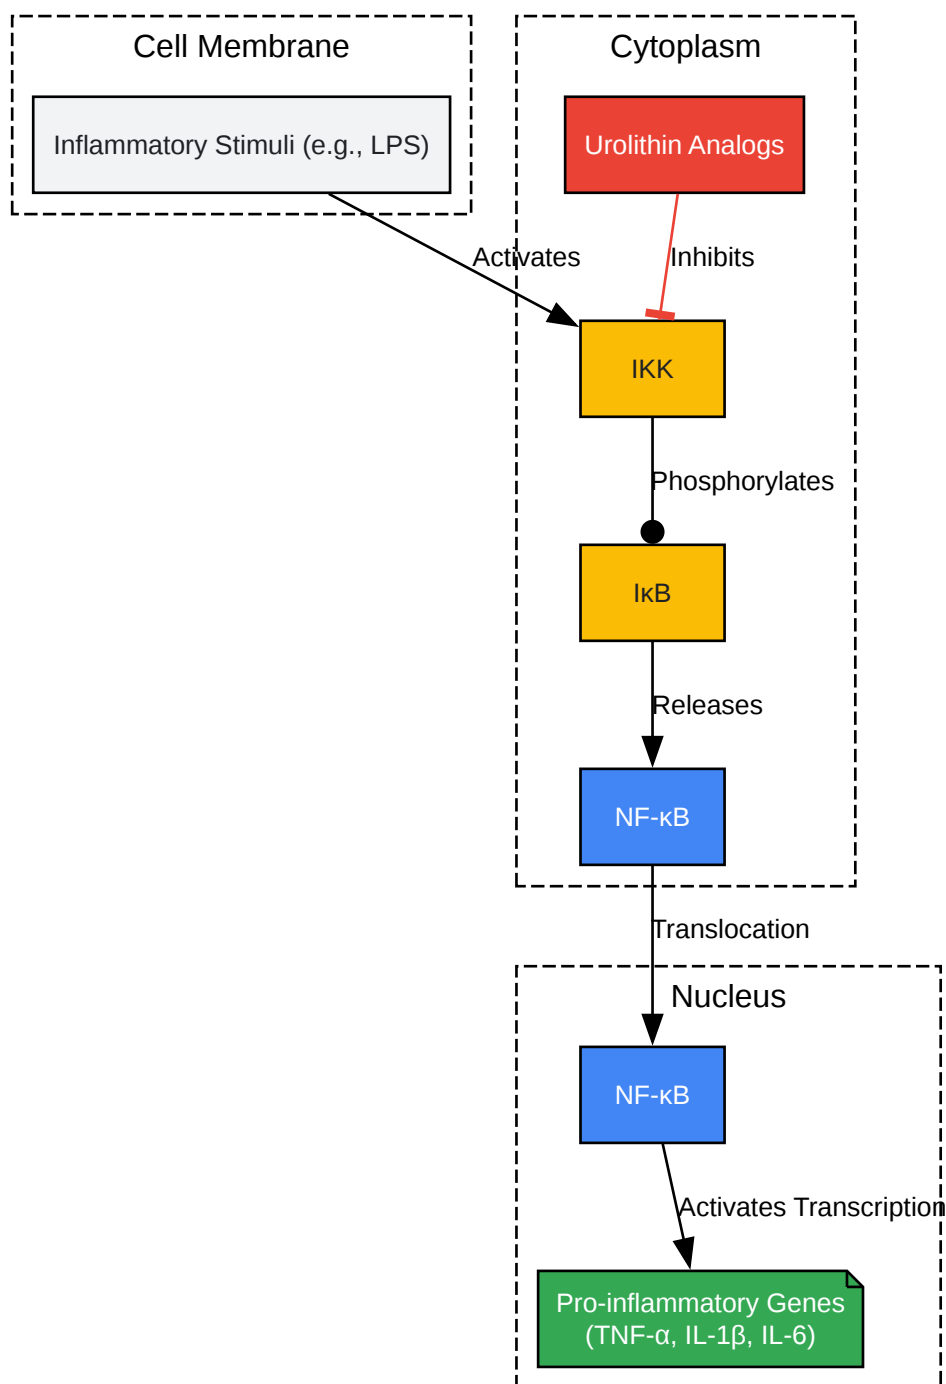 Cell Membrane
Inflammatory Stimuli (e.g., LPS)
Cytoplasm
Urolithin Analogs
Activates
Inhibits
IKK
Phosphorylates
IκB
Releases
NF-κB
Translocation
Nucleus
NF-κB
Activates Transcription
Pro-inflammatory Genes
(TNF-α, IL-1β, IL-6)